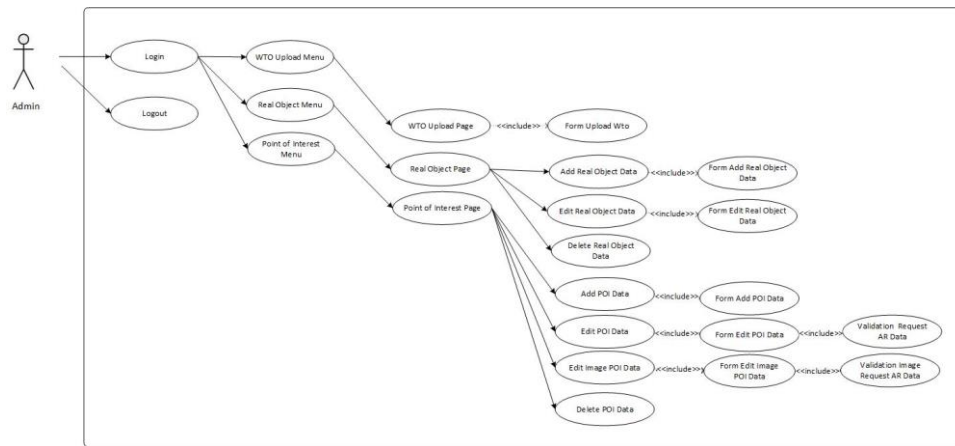 Admin
Login
Logout
WTO Upload Menu
Real Object Menu
Point of Interest
Menu
WTO Upload Page
<<include>>
Form Upload Wto
Real Object Page
Add Real Object Data
<<include>>
Form Add Real Object
Data
Point of Interest Page
Edit Real Object Data
<<include>>
Form Edit Real Object
Data
Delete Real Object
Data
Add POI Data
<<include>>
Form Add POI Data
Edit POI Data
<<include>>
Form Edit POI Data
<<include>>
Validation Request
AR Data
Edit Image POI Data
<<include>>
Form Edit Image
POI Data
<<include>>
Validation Image
Request AR Data
Delete POI Data